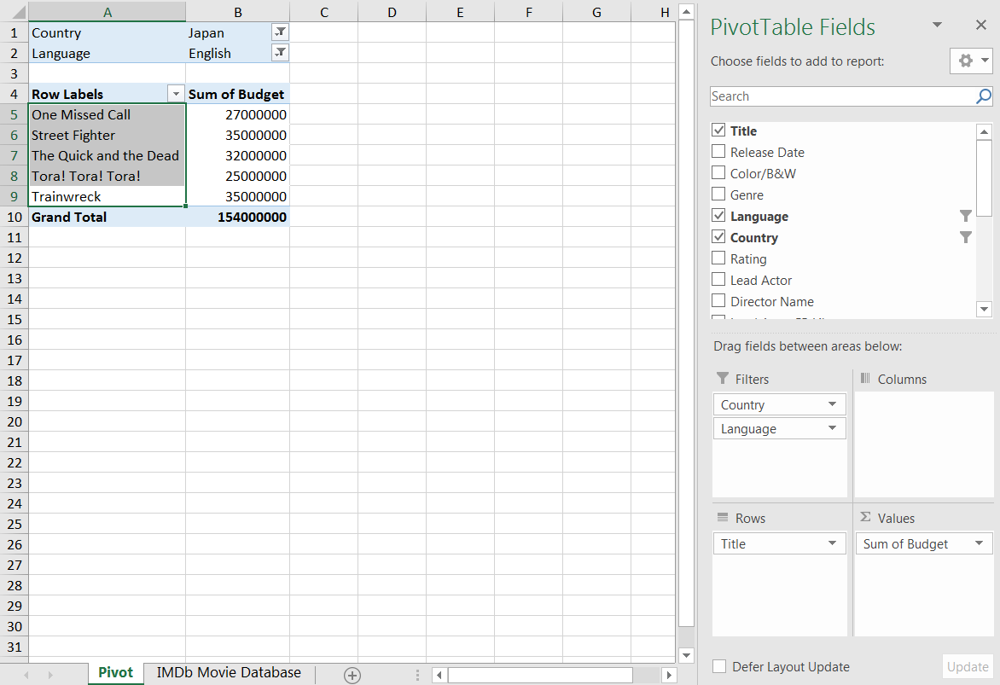 A B C D E F G H
1 Country Japan
2 Language English
3
4 Row Labels Sum of Budget
5 One Missed Call 27000000
6 Street Fighter 35000000
7 The Quick and the Dead 32000000
8 Tora! Tora! Tora! 25000000
9 Trainwreck 35000000
10 Grand Total 154000000
11
12
13
14
15
16
17
18
19
20
21
22
23
24
25
26
27
28
29
30
31
Pivot IMDb Movie Database
PivotTable Fields
Choose fields to add to report:
Search
Title
Release Date
Color/B&W
Genre
Language
Country
Rating
Lead Actor
Director Name
Drag fields between areas below:
Filters
Country
Language
Columns
Rows
Title
Σ Values
Sum of Budget
Defer Layout Update
Update